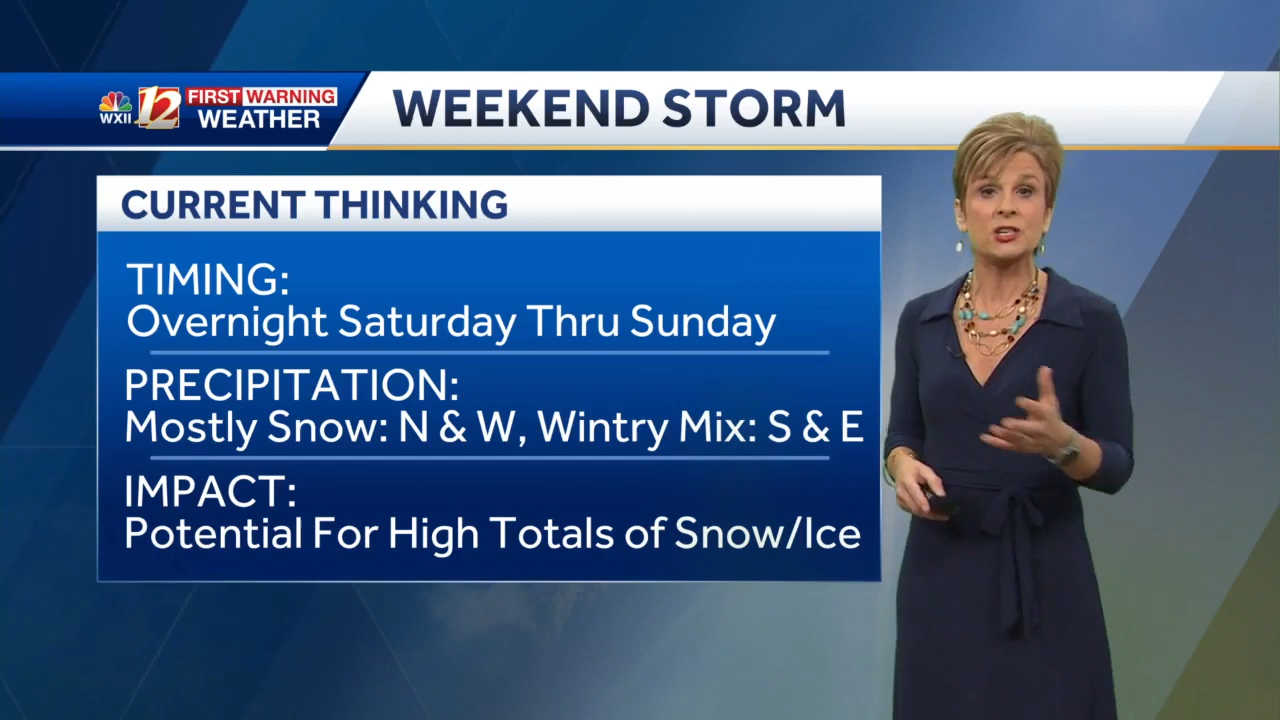 WXII 12 FIRST WARNING
WEATHER
WEEKEND STORM
CURRENT THINKING
TIMING:
Overnight Saturday Thru Sunday
PRECIPITATION:
Mostly Snow: N & W, Wintry Mix: S & E
IMPACT:
Potential For High Totals of Snow/Ice